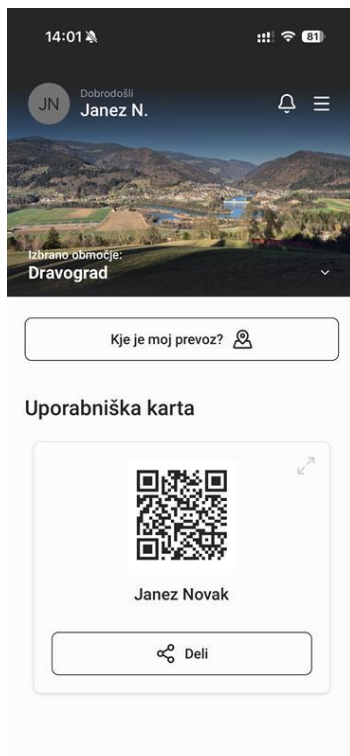 14:01
81
JN
Dobrodošli
Janez N.
Izbrano območje:
Dravograd
Kje je moj prevoz?
Uporabniška karta
Janez Novak
Deli